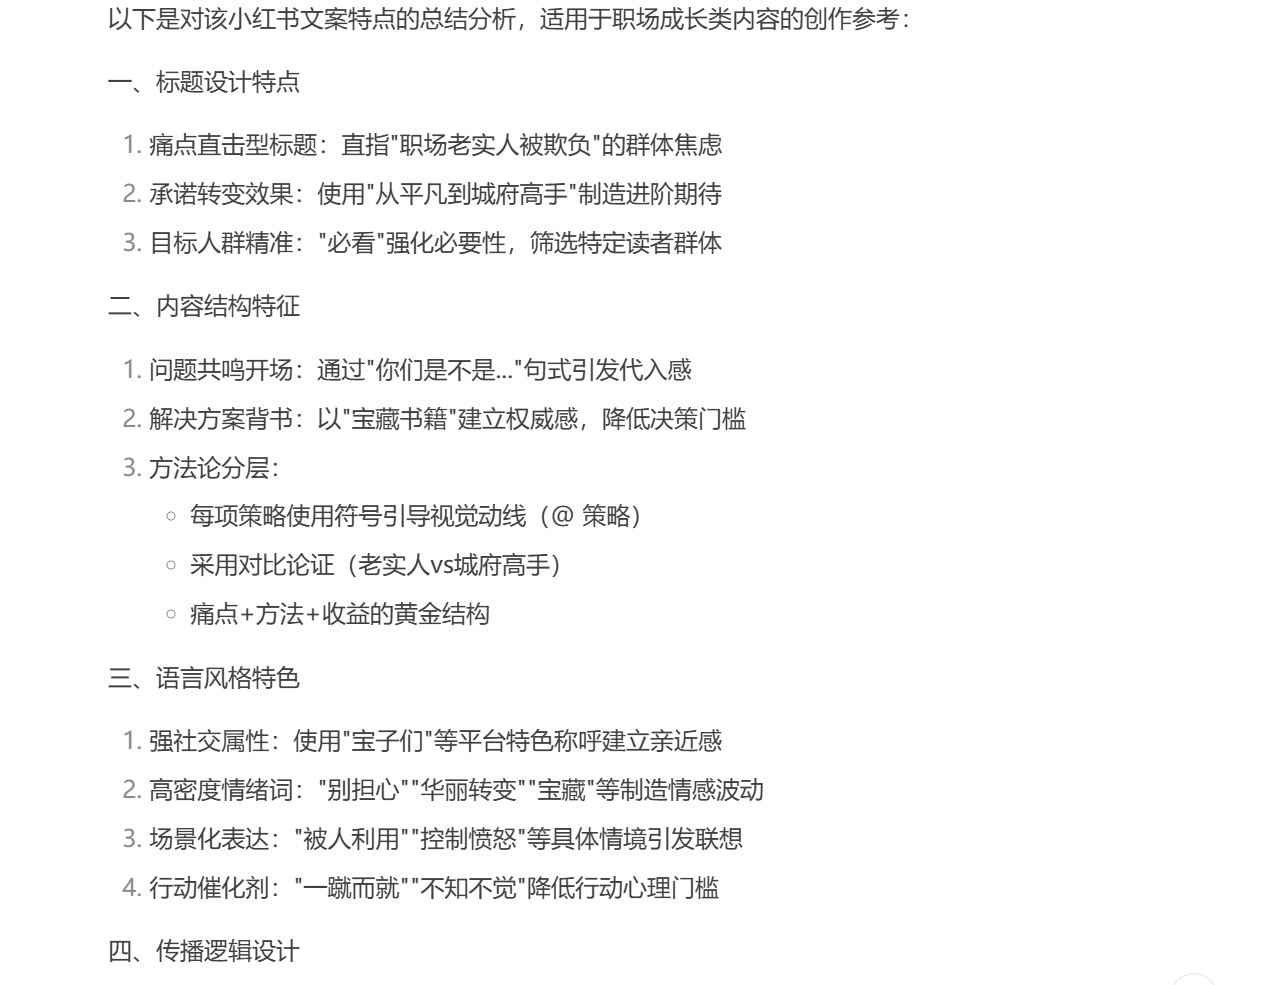 以下是对该小红书文案特点的总结分析，适用于职场成长类内容的创作参考：
一、标题设计特点
1. 痛点直击型标题：直指"职场老实人被欺负"的群体焦虑
2. 承诺转变效果：使用"从平凡到城府高手"制造进阶期待
3. 目标人群精准："必看"强化必要性，筛选特定读者群体
二、内容结构特征
1. 问题共鸣开场：通过"你们是不是..."句式引发代入感
2. 解决方案背书：以"宝藏书籍"建立权威感，降低决策门槛
3. 方法论分层：
○ 每项策略使用符号引导视觉动线（@ 策略）
○ 采用对比论证（老实人vs城府高手）
○ 痛点+方法+收益的黄金结构
三、语言风格特色
1. 强社交属性：使用"宝子们"等平台特色称呼建立亲近感
2. 高密度情绪词："别担心""华丽转变""宝藏"等制造情感波动
3. 场景化表达："被人利用""控制愤怒"等具体情境引发联想
4. 行动催化剂："一蹴而就""不知不觉"降低行动心理门槛
四、传播逻辑设计